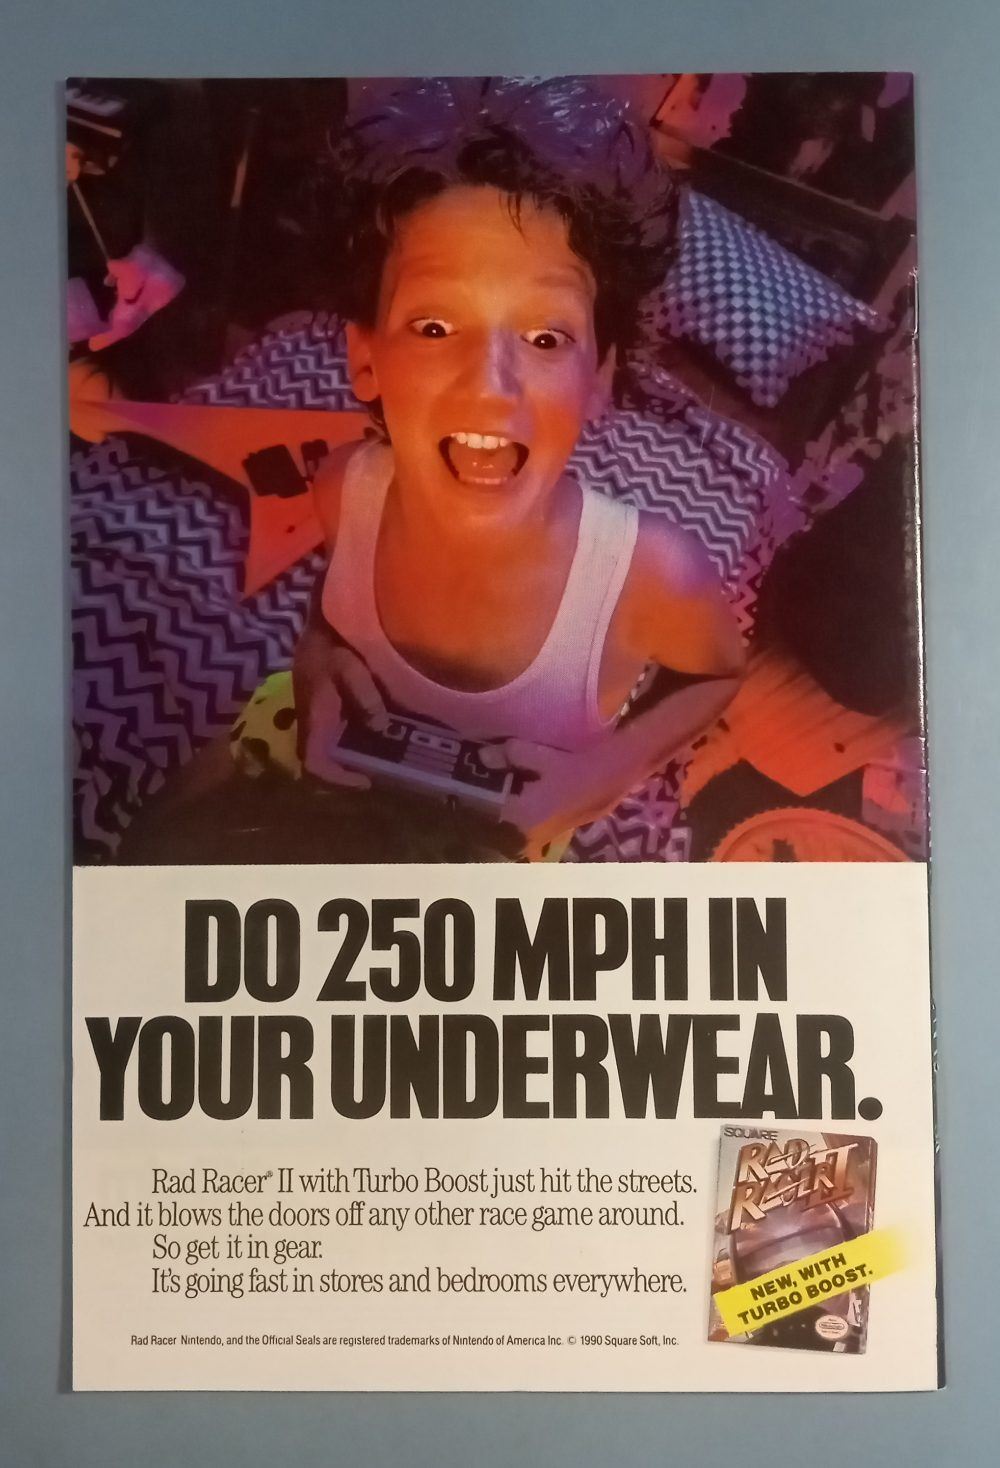 DO 250 MPH IN
YOUR UNDERWEAR.
Rad Racer® II with Turbo Boost just hit the streets.
And it blows the doors off any other race game around.
So get it in gear.
It's going fast in stores and bedrooms everywhere.
SQUARE
RAD
RACER II
NEW, WITH
TURBO BOOST.
Rad Racer Nintendo, and the Official Seals are registered trademarks of Nintendo of America Inc. © 1990 Square Soft, Inc.